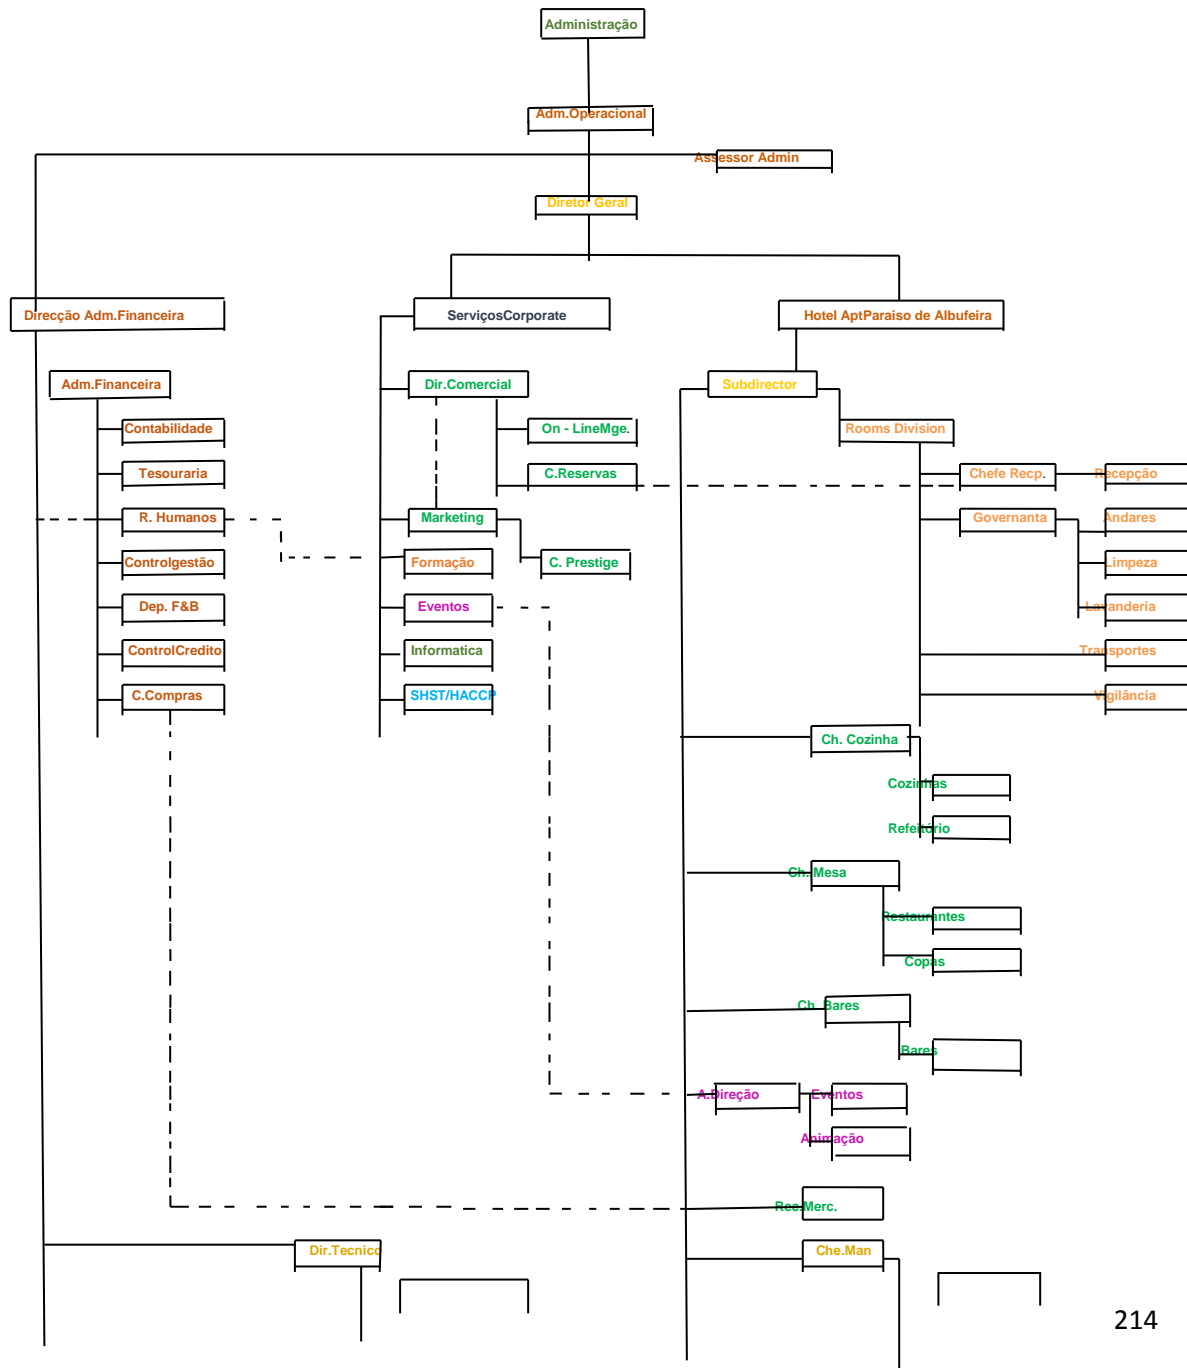 Administração
Adm.Operacional
Assessor Admin
Diretor Geral
Direcção Adm.Financeira
ServiçosCorporate
Hotel AptParaiso de Albufeira
Adm.Financeira
Dir.Comercial
Subdirector
Contabilidade
On - LineMge.
Rooms Division
Tesouraria
C.Reservas
Chefe Recp.
Recepção
R. Humanos
Marketing
Governanta
Andares
Controlgestão
Formação
C. Prestige
Limpeza
Dep. F&B
Eventos
Lavanderia
ControlCredito
Informatica
Transportes
C.Compras
SHST/HACCP
Vigilância
Ch. Cozinha
Cozinhas
Refeitório
Ch.Mesa
Restaurantes
Copas
Ch. Bares
Bares
A.Direção
Eventos
Animação
Rec.Merc.
Dir.Tecnico
Che.Man
214